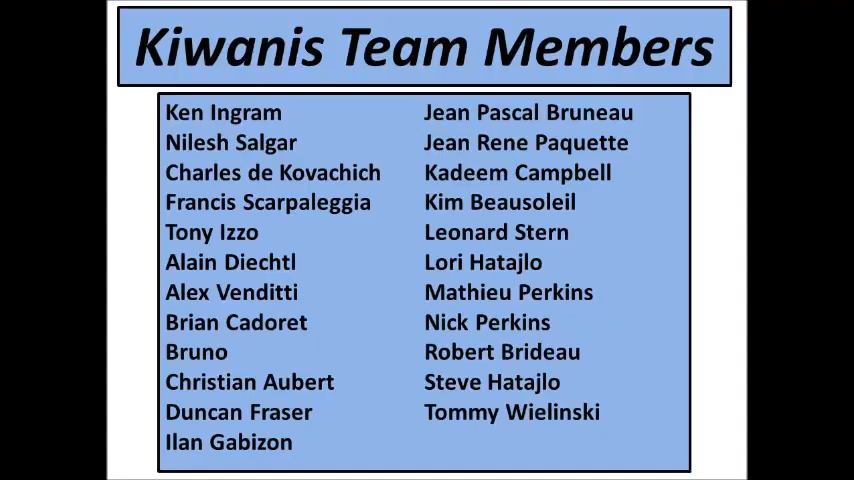 Kiwanis Team Members
Ken Ingram
Nilesh Salgar
Charles de Kovachich
Francis Scarpaleggia
Tony Izzo
Alain Diechtl
Alex Venditti
Brian Cadoret
Bruno
Christian Aubert
Duncan Fraser
Ilan Gabizon
Jean Pascal Bruneau
Jean Rene Paquette
Kadeem Campbell
Kim Beausoleil
Leonard Stern
Lori Hatajlo
Mathieu Perkins
Nick Perkins
Robert Brideau
Steve Hatajlo
Tommy Wielinski